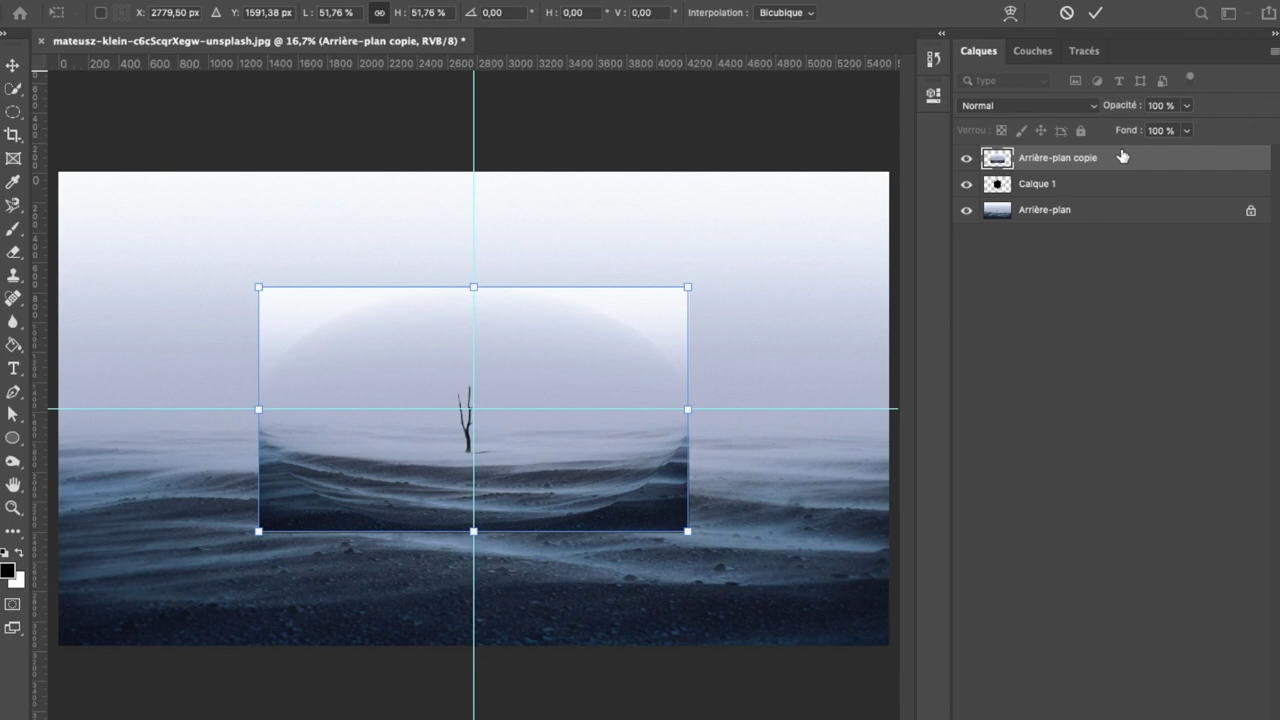 X: 2779,50 px Y: 1591,38 px L: 51,76 % H: 51,76 % 0,00 ° H: 0,00 ° V: 0,00 ° Interpolation : Bicubique
mateusz-klein-c6cScqrXegw-unsplash.jpg @ 16,7% (Arrière-plan copie, RVB/8) *
Calques Couches Tracés
0 200 400 600 800 1000 1200 1400 1600 1800 2000 2200 2400 2600 2800 3000 3200 3400 3600 3800 4000 4200 4400 4600 4800 5000 5200 5400
Type
Normal Opacité : 100 %
Verrou : Fond : 100 %
Arrière-plan copie
Calque 1
Arrière-plan